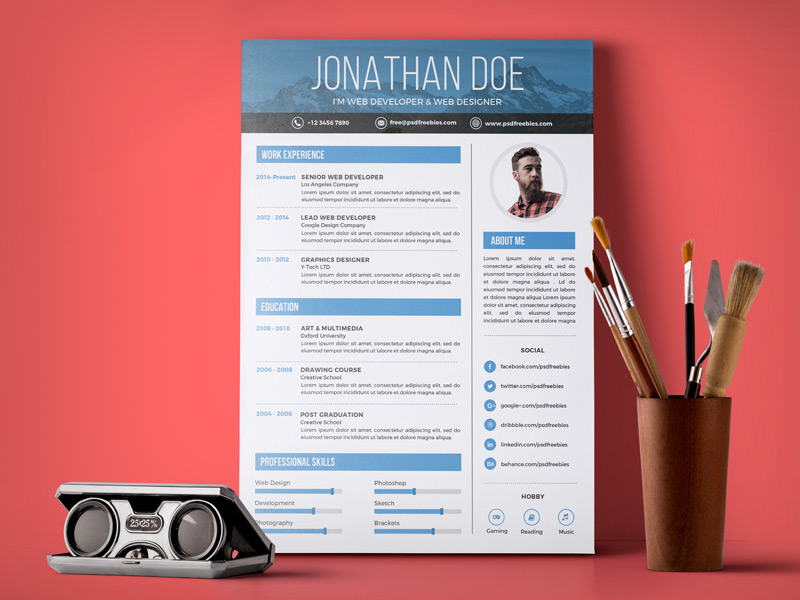 JONATHAN DOE
I'M WEB DEVELOPER & WEB DESIGNER
+12 3456 7890
free@psdfreebies.com
www.psdfreebies.com
WORK EXPERIENCE
2014-Present
SENIOR WEB DEVELOPER
Los Angeles Company
Lorem ipsum dolor sit amet, consectetur adipiscing elit, sed do
eiusmod tempor incididunt ut labore et dolore magna aliqua.
2012 - 2014
LEAD WEB DEVELOPER
Google Design Company
Lorem ipsum dolor sit amet, consectetur adipiscing elit, sed do
eiusmod tempor incididunt ut labore et dolore magna aliqua.
2010 - 2012
GRAPHICS DESIGNER
Y-Tech LTD
Lorem ipsum dolor sit amet, consectetur adipiscing elit, sed do
eiusmod tempor incididunt ut labore et dolore magna aliqua.
EDUCATION
2008 - 2010
ART & MULTIMEDIA
Oxford University
Lorem ipsum dolor sit amet, consectetur adipiscing elit, sed do
eiusmod tempor incididunt ut labore et dolore magna aliqua.
2006 - 2008
DRAWING COURSE
Creative School
Lorem ipsum dolor sit amet, consectetur adipiscing elit, sed do
eiusmod tempor incididunt ut labore et dolore magna aliqua.
2004 - 2006
POST GRADUATION
Creative School
Lorem ipsum dolor sit amet, consectetur adipiscing elit, sed do
eiusmod tempor incididunt ut labore et dolore magna aliqua.
PROFESSIONAL SKILLS
Web Design
Development
Photography
Photoshop
Sketch
Brackets
ABOUT ME
Lorem ipsum dolor sit amet,
consectetur adipiscing elit, sed do
eiusmod tempor incididunt ut labore
et dolore magna aliqua . Lo do
eiusmod tempor incididunt ut labore
et dolore magna aliqua. Lorem ipsum
dolor sit amet, consectetur
adipiscing elit, sed do eiusmod tempor
incididunt ut labore et dolore magna
SOCIAL
facebook.com/psdfreebies
twitter.com/psdfreebies
google+.com/psdfreebies
dribbble.com/psdfreebies
linkedin.com/psdfreebies
behance.com/psdfreebies
HOBBY
Gaming
Reading
Music
2.5x25%